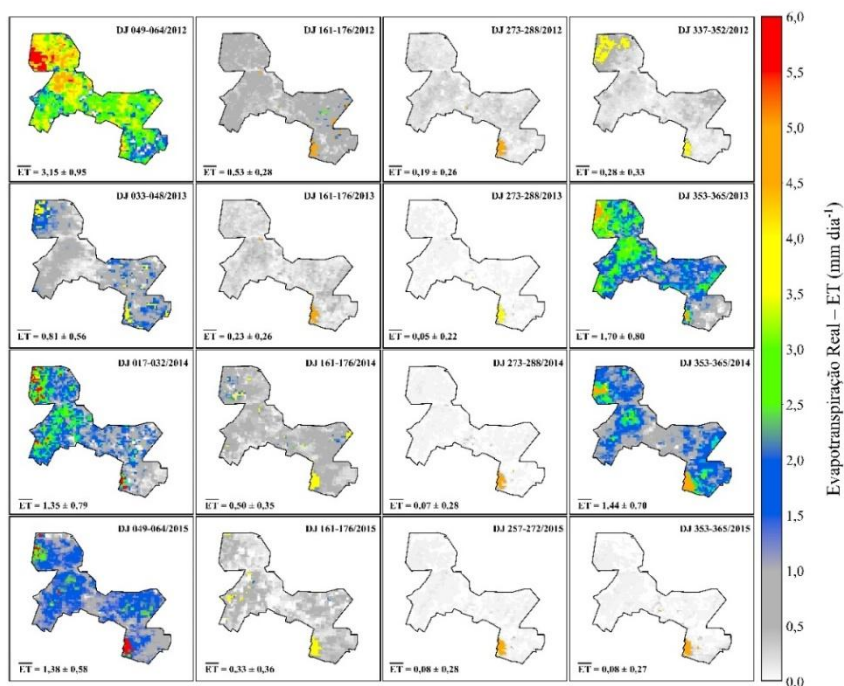 DJ 049-064/2012
ET = 3,15 ± 0,95
DJ 161-176/2012
ET = 0,53 ± 0,28
DJ 273-288/2012
ET = 0,19 ± 0,26
DJ 337-352/2012
ET = 0,28 ± 0,33
DJ 033-048/2013
ET = 0,81 ± 0,56
DJ 161-176/2013
ET = 0,23 ± 0,26
DJ 273-288/2013
ET = 0,05 ± 0,22
DJ 353-365/2013
ET = 1,70 ± 0,80
DJ 017-032/2014
ET = 1,35 ± 0,79
DJ 161-176/2014
ET = 0,50 ± 0,35
DJ 273-288/2014
ET = 0,07 ± 0,28
DJ 353-365/2014
ET = 1,44 ± 0,70
DJ 049-064/2015
ET = 1,38 ± 0,58
DJ 161-176/2015
ET = 0,33 ± 0,36
DJ 257-272/2015
ET = 0,08 ± 0,28
DJ 353-365/2015
ET = 0,08 ± 0,27
6,0
5,5
5,0
4,5
4,0
3,5
3,0
2,5
2,0
1,5
1,0
0,5
0,0
Evapotranspiração Real – ET (mm dia⁻¹)